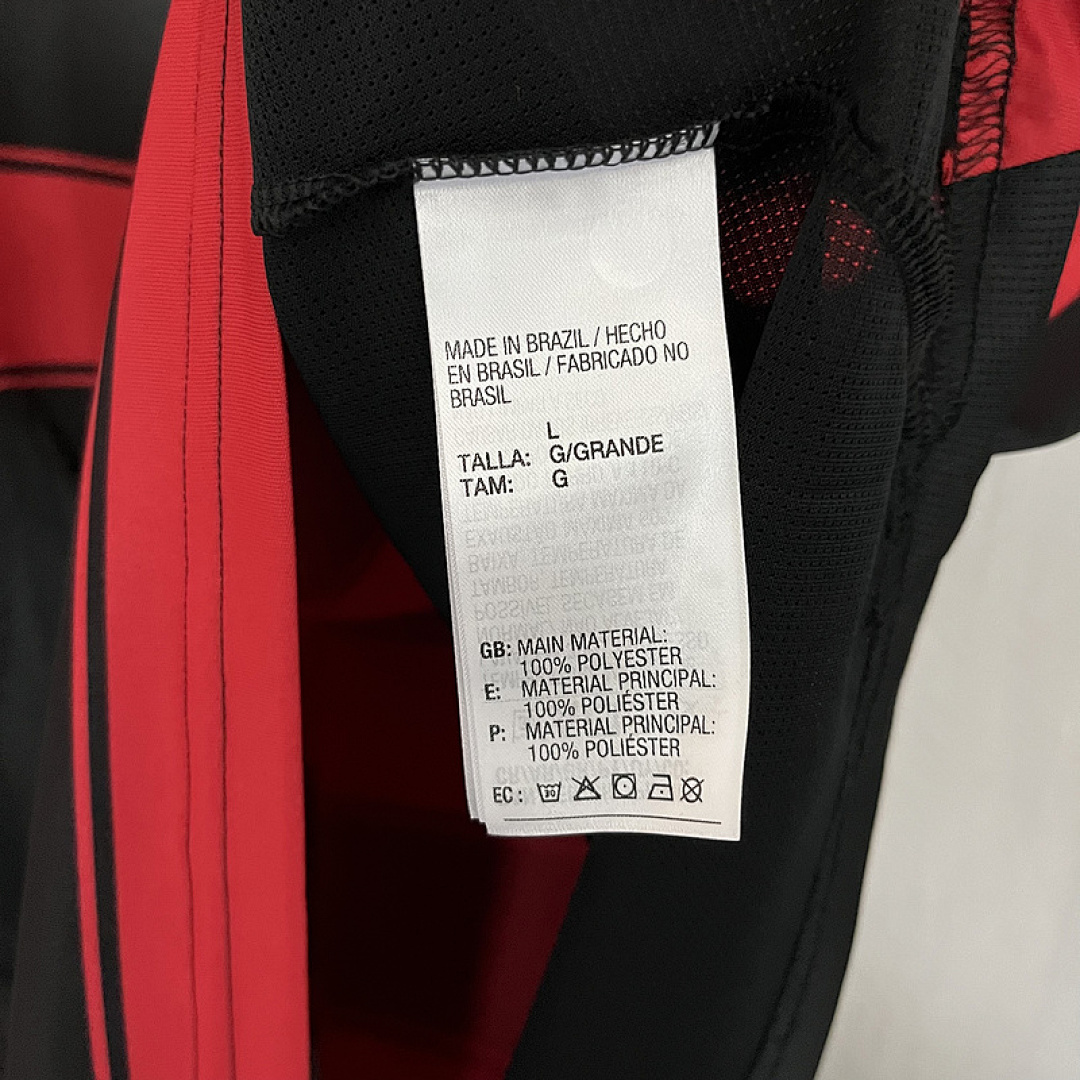 MADE IN BRAZIL / HECHO
EN BRASIL / FABRICADO NO
BRASIL
L
TALLA: G/GRANDE
TAM: G
GB: MAIN MATERIAL:
100% POLYESTER
E: MATERIAL PRINCIPAL:
100% POLIÉSTER
P: MATERIAL PRINCIPAL:
100% POLIÉSTER
EC: 30